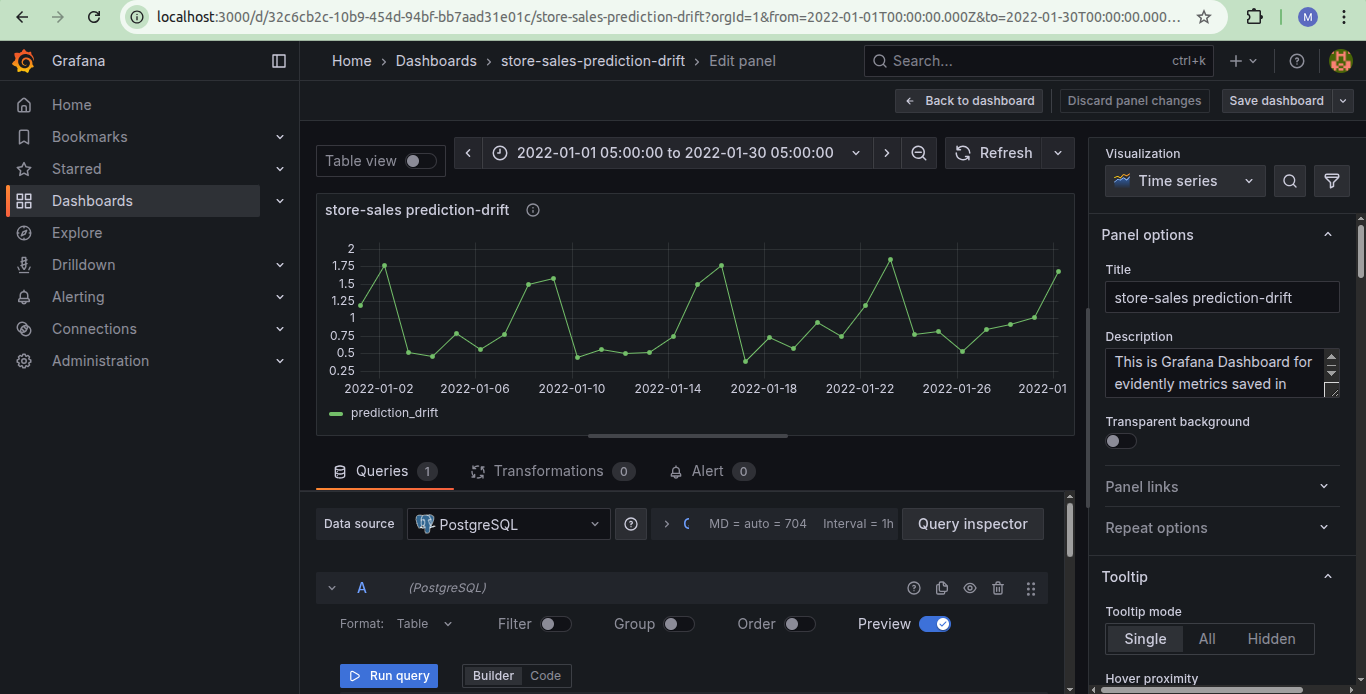 localhost:3000/d/32c6cb2c-10b9-454d-94bf-bb7aad31e01c/store-sales-prediction-drift?orgId=1&from=2022-01-01T00:00:00.000Z&to=2022-01-30T00:00:00.000...
M
Grafana
Home › Dashboards › store-sales-prediction-drift › Edit panel
Search... ctrl+k
Back to dashboard
Discard panel changes
Save dashboard
Home
Bookmarks
Starred
Dashboards
Explore
Drilldown
Alerting
Connections
Administration
Table view
2022-01-01 05:00:00 to 2022-01-30 05:00:00
Refresh
store-sales prediction-drift
2
1.75
1.5
1.25
1
0.75
0.5
0.25
2022-01-02 2022-01-06 2022-01-10 2022-01-14 2022-01-18 2022-01-22 2022-01-26 2022-01
prediction_drift
Queries 1 Transformations 0 Alert 0
Data source PostgreSQL MD = auto = 704 Interval = 1h Query inspector
A (PostgreSQL)
Format: Table Filter Group Order Preview
Run query Builder Code
Visualization
Time series
Panel options
Title
store-sales prediction-drift
Description
This is Grafana Dashboard for
evidently metrics saved in
Transparent background
Panel links
Repeat options
Tooltip
Tooltip mode
Single All Hidden
Hover proximity